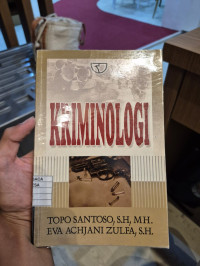 KRIMINOLOGI
TOPO SANTOSO, S.H, M.H.
EVA ACHJANI ZULFA, S.H.